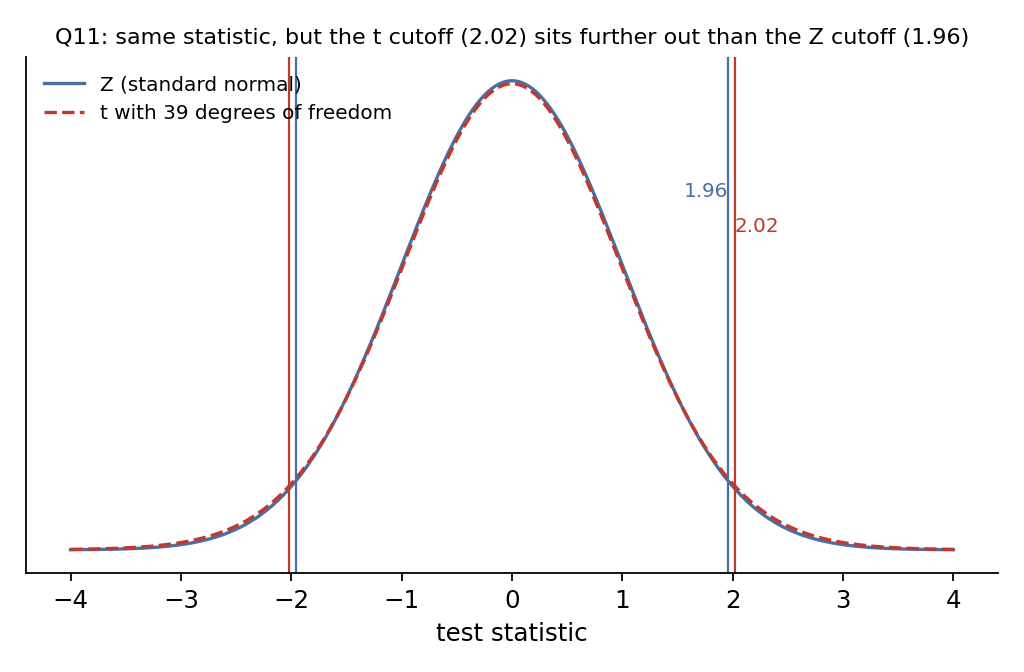 Q11: same statistic, but the t cutoff (2.02) sits further out than the Z cutoff (1.96)
Z (standard normal)
t with 39 degrees of freedom
1.96
2.02
−4 −3 −2 −1 0 1 2 3 4
test statistic